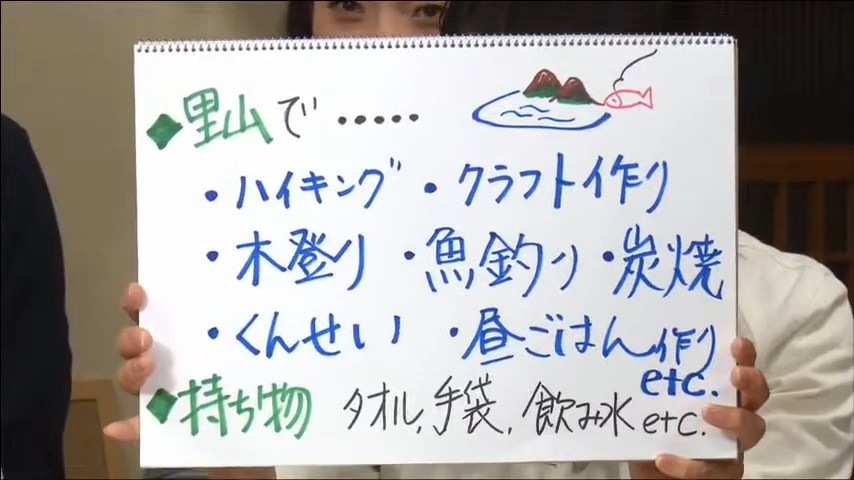 ◆里山で・・・・・
・ハイキング ・クラフト作り
・木登り ・魚釣り ・炭焼
・くんせい ・昼ごはん作り
etc.
◆持ち物 タオル, 手袋, 飲み水 etc.